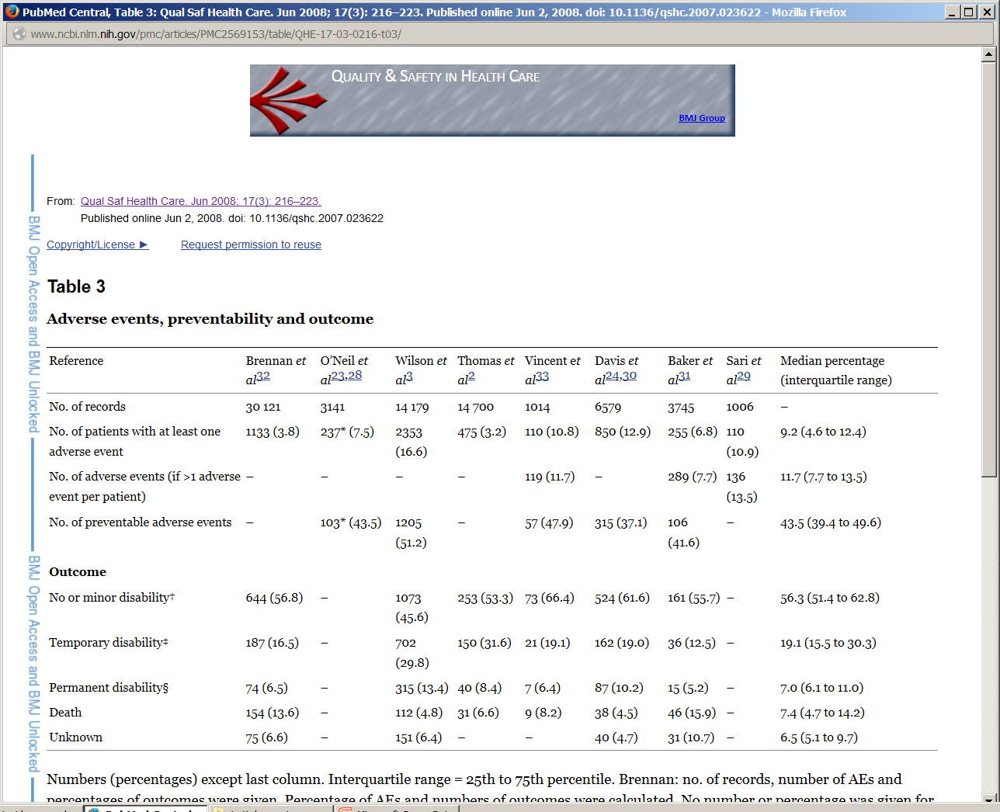 PubMed Central, Table 3: Qual Saf Health Care. Jun 2008; 17(3): 216–223. Published online Jun 2, 2008. doi: 10.1136/qshc.2007.023622 - Mozilla Firefox
www.ncbi.nlm.nih.gov/pmc/articles/PMC2569153/table/QHE-17-03-0216-t03/
QUALITY & SAFETY IN HEALTH CARE
BMJ Group
BMJ Open Access and BMJ Unlocked
BMJ Open Access and BMJ Unlocked
From: Qual Saf Health Care. Jun 2008; 17(3): 216–223.
Published online Jun 2, 2008. doi: 10.1136/qshc.2007.023622
Copyright/License ► Request permission to reuse
Table 3
Adverse events, preventability and outcome
Reference Brennan et O'Neil et Wilson et Thomas et Vincent et Davis et Baker et Sari et Median percentage
al32 al23,28 al3 al2 al33 al24,30 al31 al29 (interquartile range)
No. of records 30 121 3141 14 179 14 700 1014 6579 3745 1006 –
No. of patients with at least one 1133 (3.8) 237* (7.5) 2353 475 (3.2) 110 (10.8) 850 (12.9) 255 (6.8) 110 9.2 (4.6 to 12.4)
adverse event (16.6) (10.9)
No. of adverse events (if >1 adverse – – – – 119 (11.7) – 289 (7.7) 136 11.7 (7.7 to 13.5)
event per patient) (13.5)
No. of preventable adverse events – 103* (43.5) 1205 – 57 (47.9) 315 (37.1) 106 – 43.5 (39.4 to 49.6)
(51.2) (41.6)
Outcome
No or minor disability† 644 (56.8) – 1073 253 (53.3) 73 (66.4) 524 (61.6) 161 (55.7) – 56.3 (51.4 to 62.8)
(45.6)
Temporary disability‡ 187 (16.5) – 702 150 (31.6) 21 (19.1) 162 (19.0) 36 (12.5) – 19.1 (15.5 to 30.3)
(29.8)
Permanent disability§ 74 (6.5) – 315 (13.4) 40 (8.4) 7 (6.4) 87 (10.2) 15 (5.2) – 7.0 (6.1 to 11.0)
Death 154 (13.6) – 112 (4.8) 31 (6.6) 9 (8.2) 38 (4.5) 46 (15.9) – 7.4 (4.7 to 14.2)
Unknown 75 (6.6) – 151 (6.4) – – 40 (4.7) 31 (10.7) – 6.5 (5.1 to 9.7)
Numbers (percentages) except last column. Interquartile range = 25th to 75th percentile. Brennan: no. of records, number of AEs and
percentages of outcomes were given. Percentage of AEs and numbers of outcomes were calculated. No number or percentage was given for